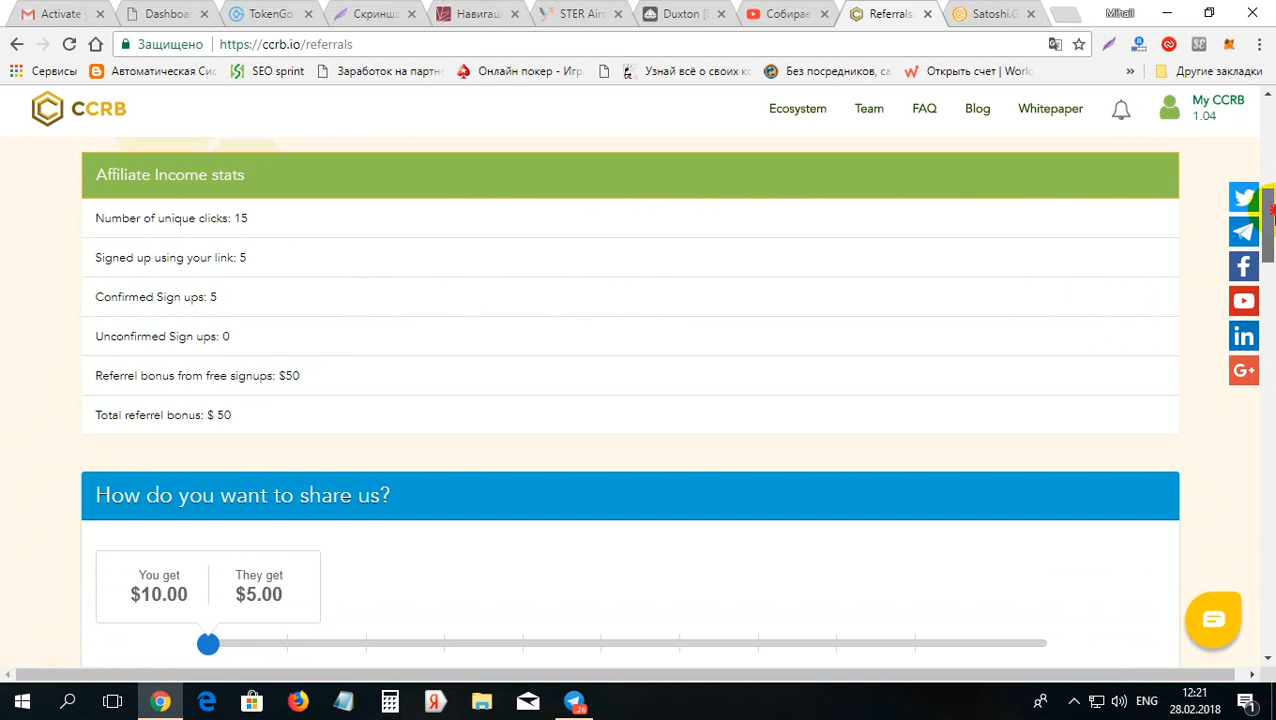 Activate
Dashboa
TokenGo
Скриншо
Навигац
STER Air
Duxton [
Собирае
Referrals
Satoshi.G
Mihail
Защищено
https://ccrb.io/referrals
Сервисы
Автоматическая Сис
SEO sprint
Заработок на партн
Онлайн покер - Игр
Узнай всё о своих к
Без посредников, са
Открыть счет | Worl
»
Другие закладки
CCRB
Ecosystem
Team
FAQ
Blog
Whitepaper
My CCRB
1.04
Affiliate Income stats
Number of unique clicks: 15
Signed up using your link: 5
Confirmed Sign ups: 5
Unconfirmed Sign ups: 0
Referrel bonus from free signups: $50
Total referrel bonus: $ 50
How do you want to share us?
You get
They get
$10.00
$5.00
26
ENG
12:21
28.02.2018
1